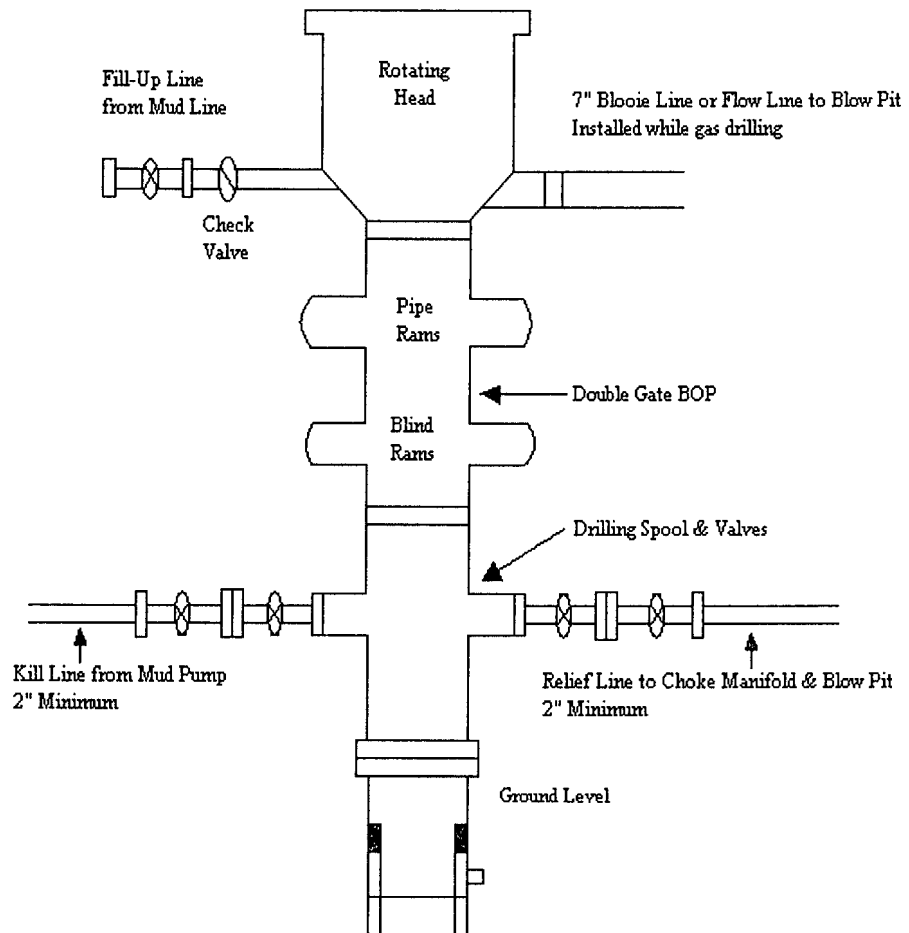 Rotating
Head
Fill-Up Line
from Mud Line
7" Blooie Line or Flow Line to Blow Pit
Installed while gas drilling
Check
Valve
Pipe
Rams
Double Gate BOP
Blind
Rams
Drilling Spool & Valves
Kill Line from Mud Pump
2" Minimum
Relief Line to Choke Manifold & Blow Pit
2" Minimum
Ground Level